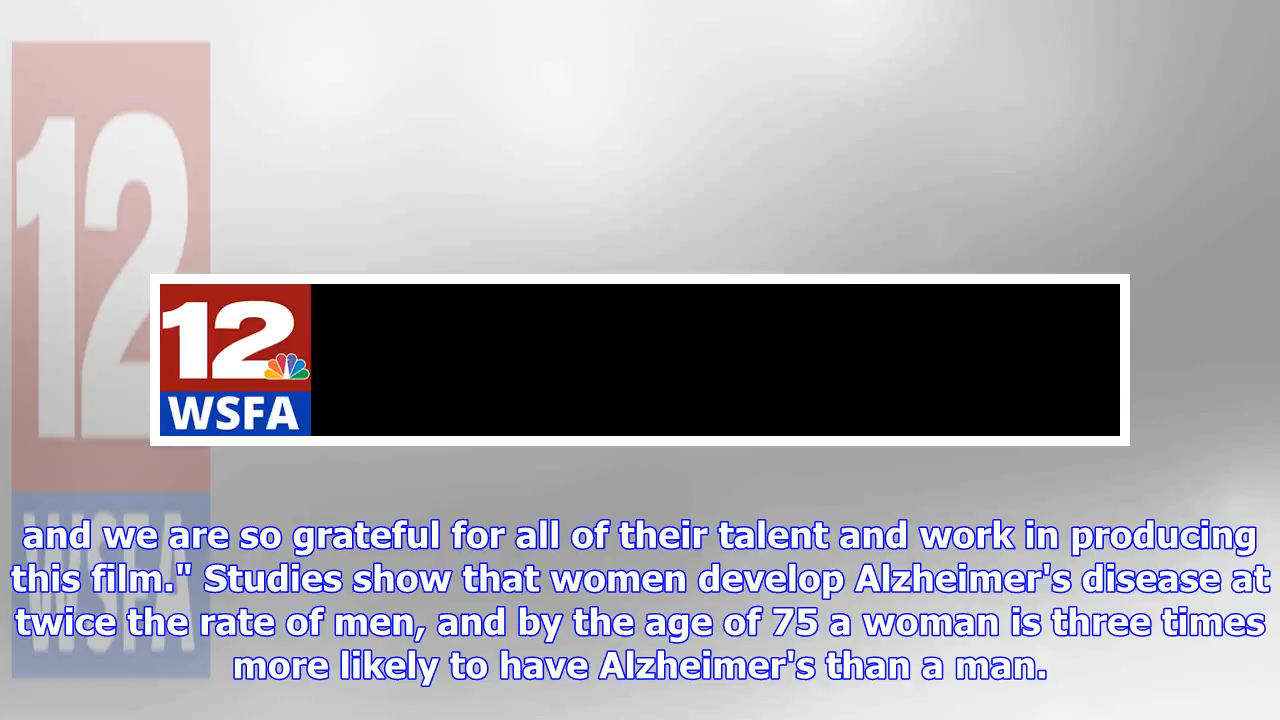 12
WSFA
12
WSFA
and we are so grateful for all of their talent and work in producing
this film." Studies show that women develop Alzheimer's disease at
twice the rate of men, and by the age of 75 a woman is three times
more likely to have Alzheimer's than a man.